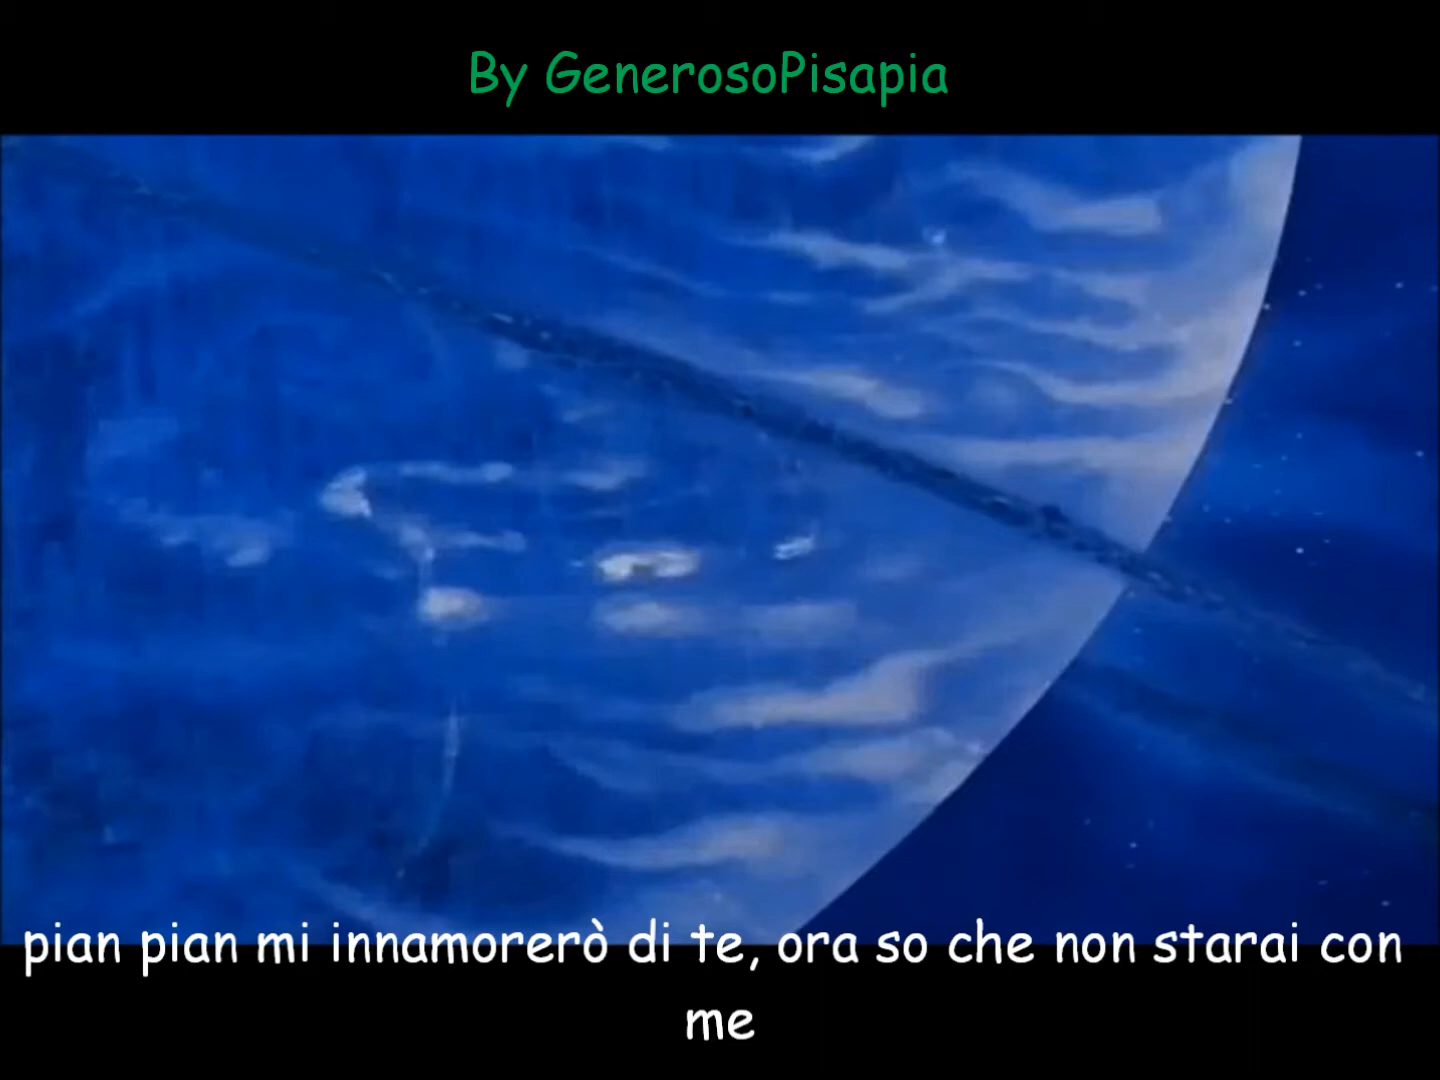 By GenerosoPisapia
pian pian mi innamorerò di te, ora so che non starai con
me